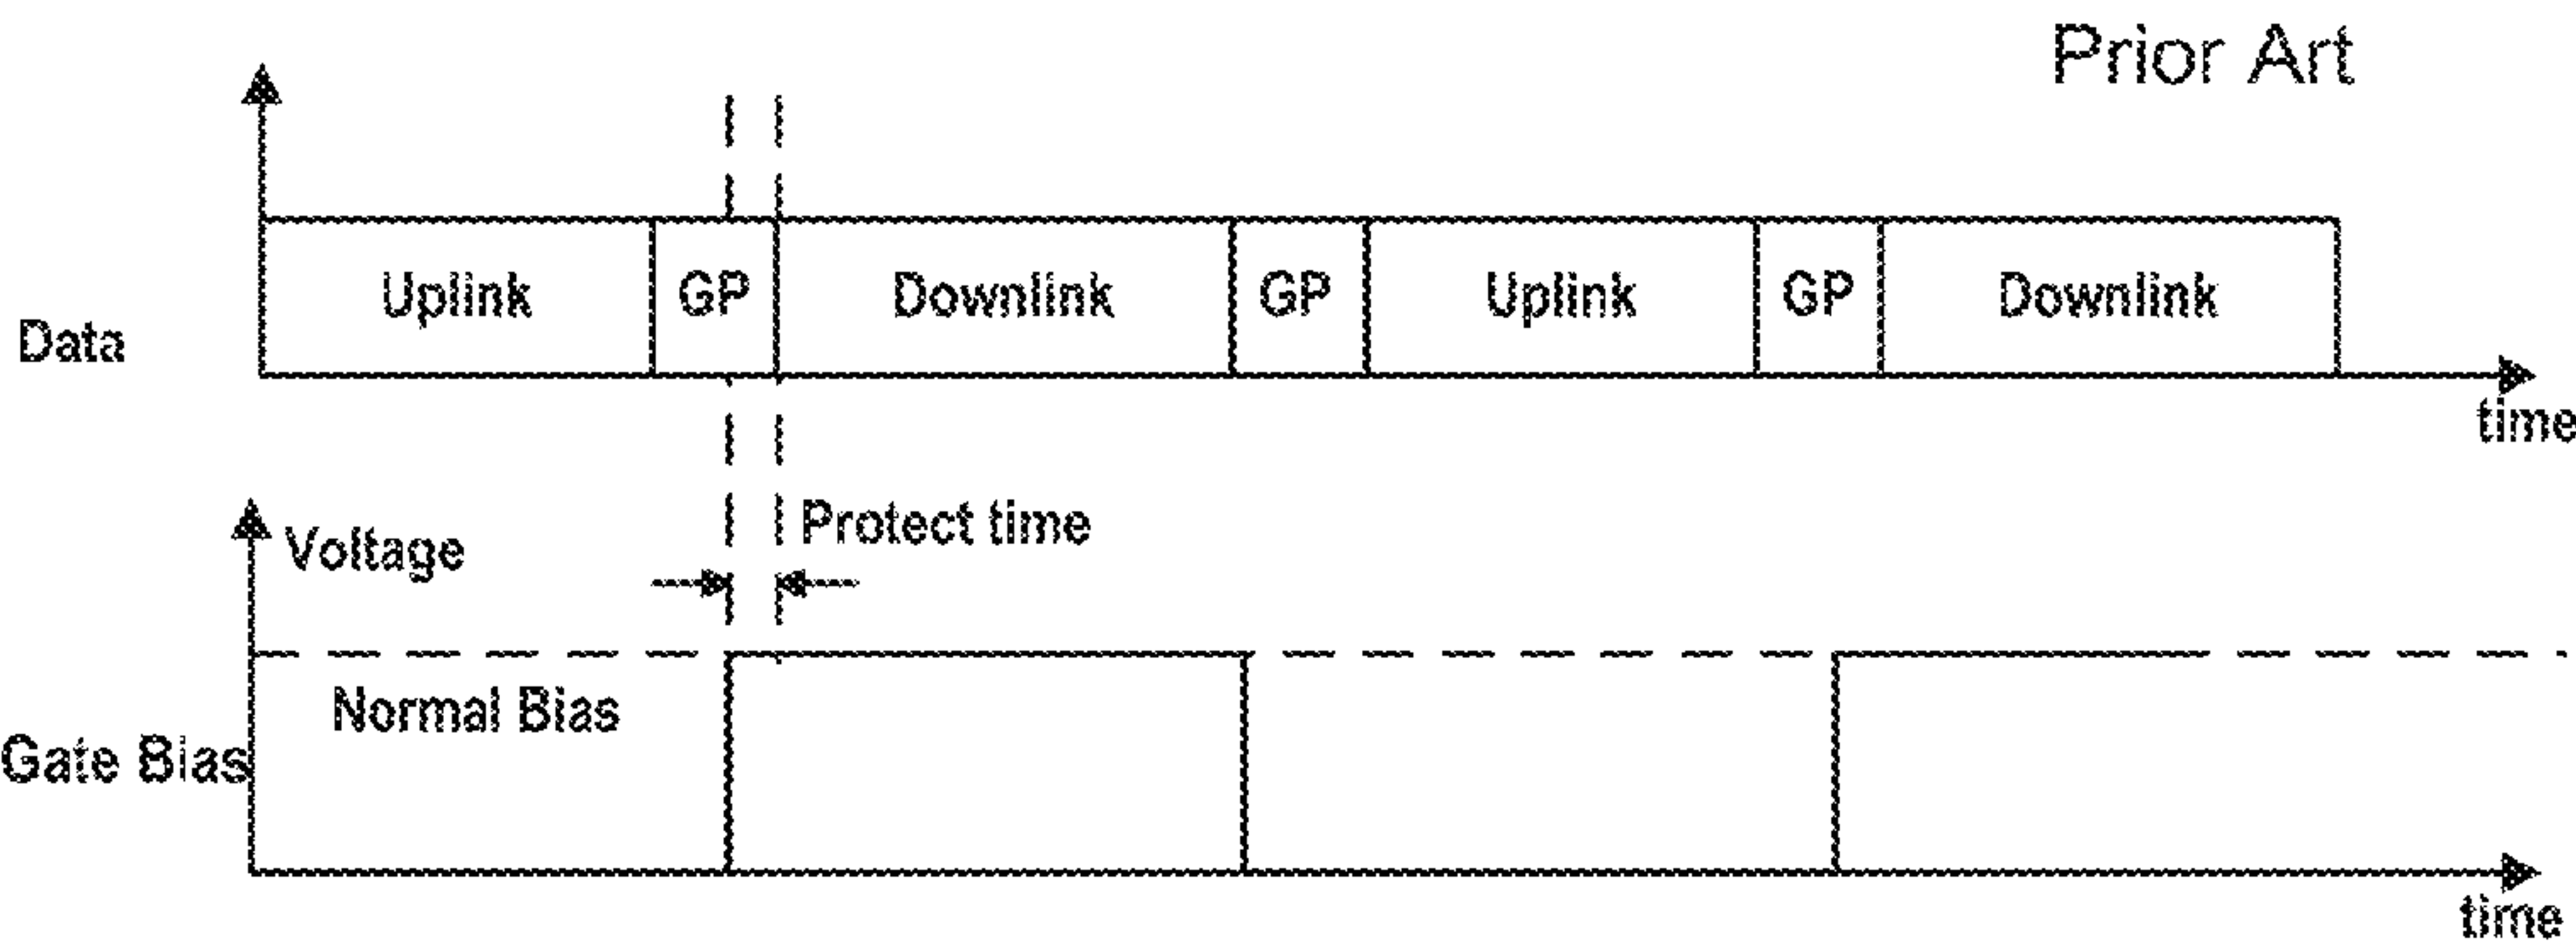 Prior Art
Uplink GP Downlink GP Uplink GP Downlink
Data
time
Voltage
Protect time
Normal Bias
Gate Bias
time